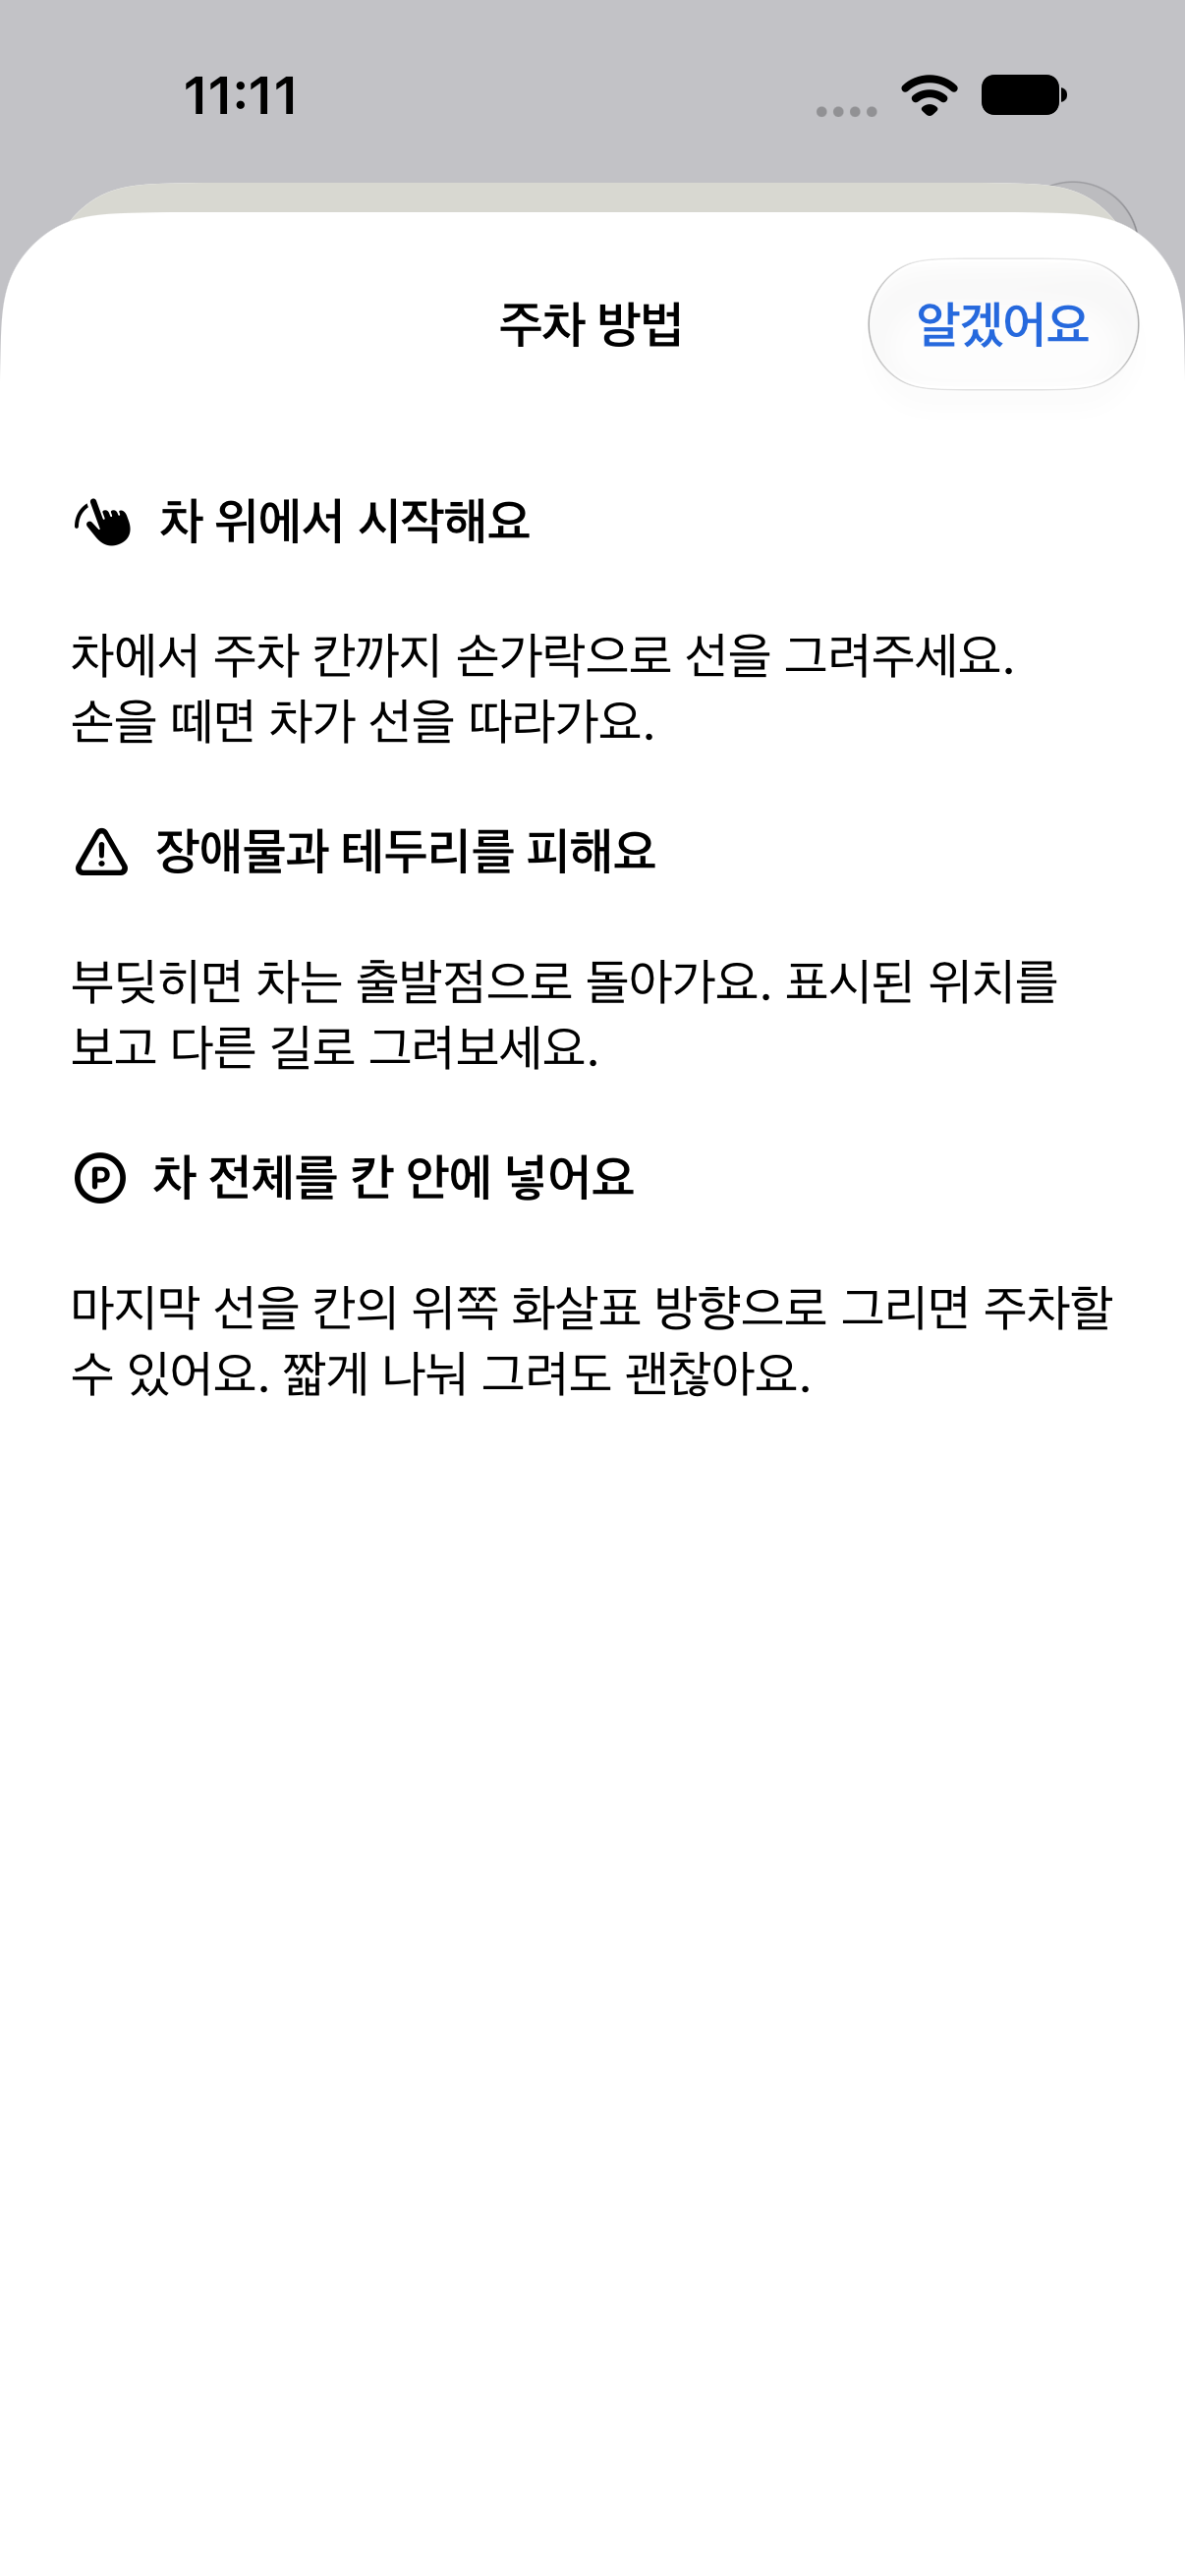 11:11
주차 방법
알겠어요
차 위에서 시작해요
차에서 주차 칸까지 손가락으로 선을 그려주세요.
손을 떼면 차가 선을 따라가요.
장애물과 테두리를 피해요
부딪히면 차는 출발점으로 돌아가요. 표시된 위치를
보고 다른 길로 그려보세요.
P 차 전체를 칸 안에 넣어요
마지막 선을 칸의 위쪽 화살표 방향으로 그리면 주차할
수 있어요. 짧게 나눠 그려도 괜찮아요.